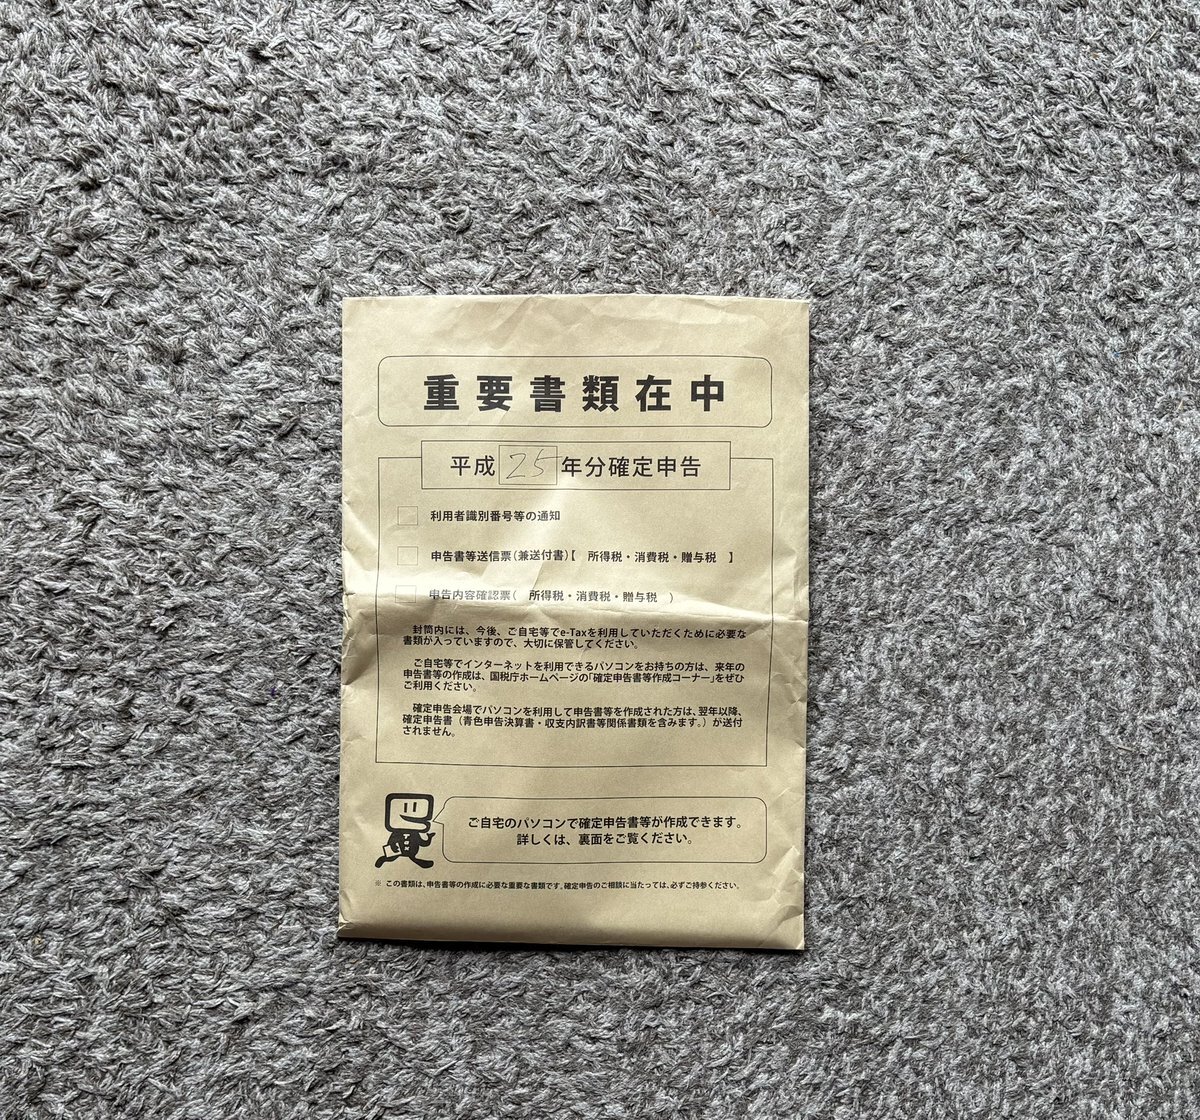 重要書類在中
平成25年分確定申告
利用者識別番号等の通知
申告書等送信票(兼送付書)【　所得税・消費税・贈与税　】
申告内容確認票(　所得税・消費税・贈与税　)
封筒内には、今後、ご自宅等でe-Taxを利用していただくために必要な
書類が入っていますので、大切に保管してください。
ご自宅等でインターネットを利用できるパソコンをお持ちの方は、来年の
申告書等の作成は、国税庁ホームページの「確定申告書等作成コーナー」をぜひ
ご利用ください。
確定申告会場でパソコンを利用して申告書等を作成された方は、翌年以降、
確定申告書（青色申告決算書・収支内訳書等関係書類を含みます。）が送付
されません。
ご自宅のパソコンで確定申告書等が作成できます。
詳しくは、裏面をご覧ください。
※ この書類は、申告書等の作成に必要な重要な書類です。確定申告のご相談に当たっては、必ずご持参ください。